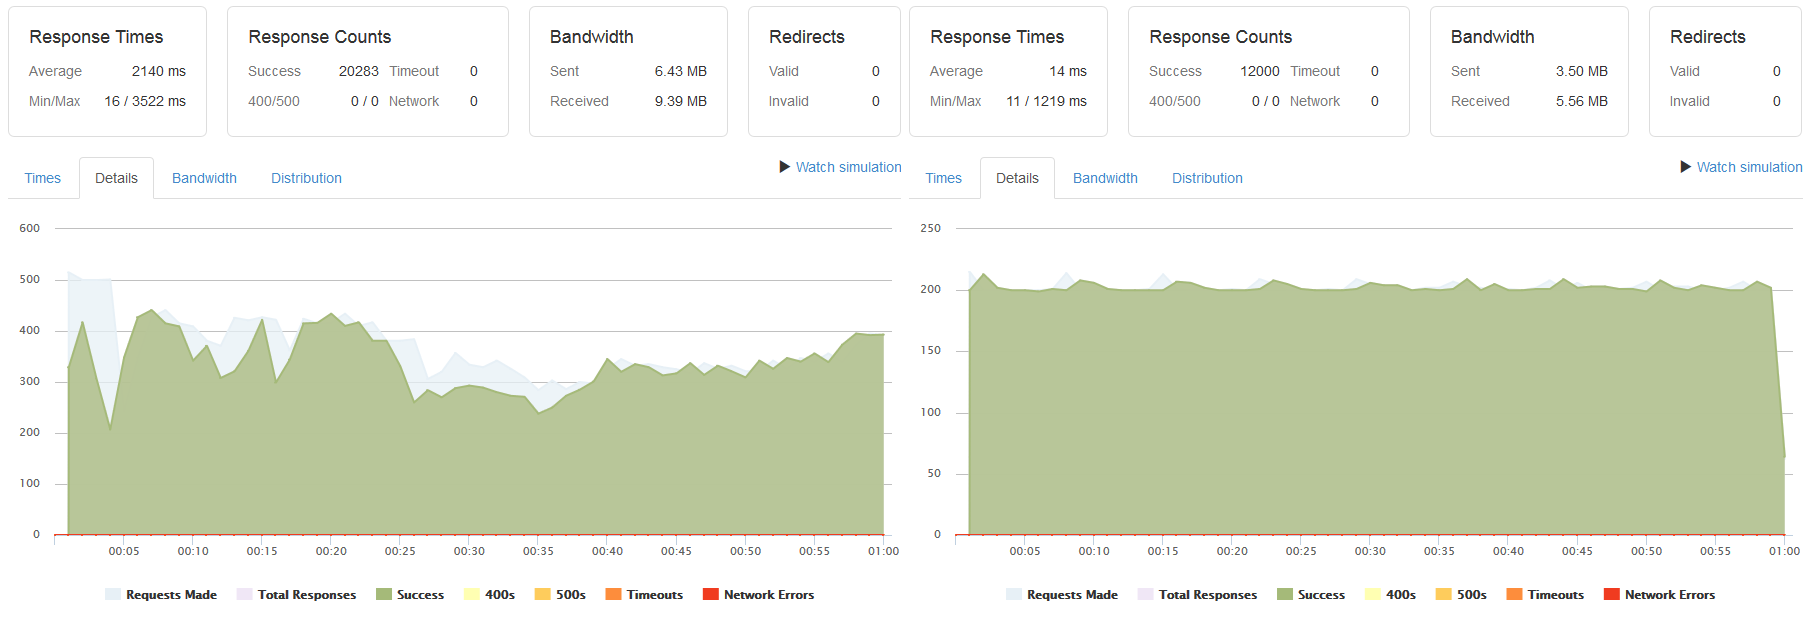 Response Times
Average 2140 ms
Min/Max 16 / 3522 ms
Response Counts
Success 20283 Timeout 0
400/500 0 / 0 Network 0
Bandwidth
Sent 6.43 MB
Received 9.39 MB
Redirects
Valid 0
Invalid 0
Times Details Bandwidth Distribution
Watch simulation
600
500
400
300
200
100
0
00:05 00:10 00:15 00:20 00:25 00:30 00:35 00:40 00:45 00:50 00:55 01:00
Requests Made Total Responses Success 400s 500s Timeouts Network Errors
Response Times
Average 14 ms
Min/Max 11 / 1219 ms
Response Counts
Success 12000 Timeout 0
400/500 0 / 0 Network 0
Bandwidth
Sent 3.50 MB
Received 5.56 MB
Redirects
Valid 0
Invalid 0
Times Details Bandwidth Distribution
Watch simulation
250
200
150
100
50
0
00:05 00:10 00:15 00:20 00:25 00:30 00:35 00:40 00:45 00:50 00:55 01:00
Requests Made Total Responses Success 400s 500s Timeouts Network Errors